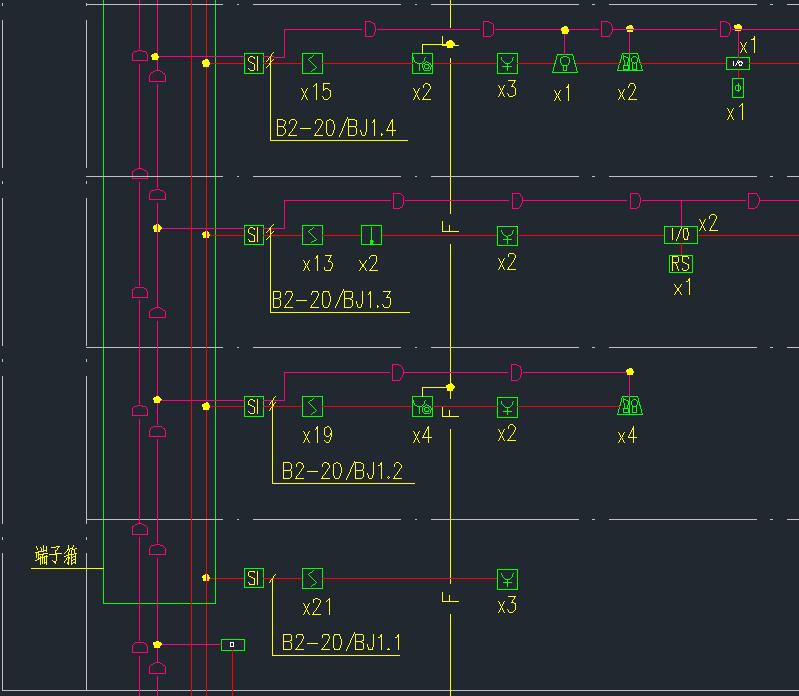 D D D D
x1
SI I/O
x15 x2 x3 x1 x2 x1
B2-20/BJ1.4
D D D D
F x2
SI I/O
x13 x2 x2 RS
x1
B2-20/BJ1.3
D D
SI F
x19 x4 x2 x4
B2-20/BJ1.2
端子箱
SI F
x21 x3
B2-20/BJ1.1